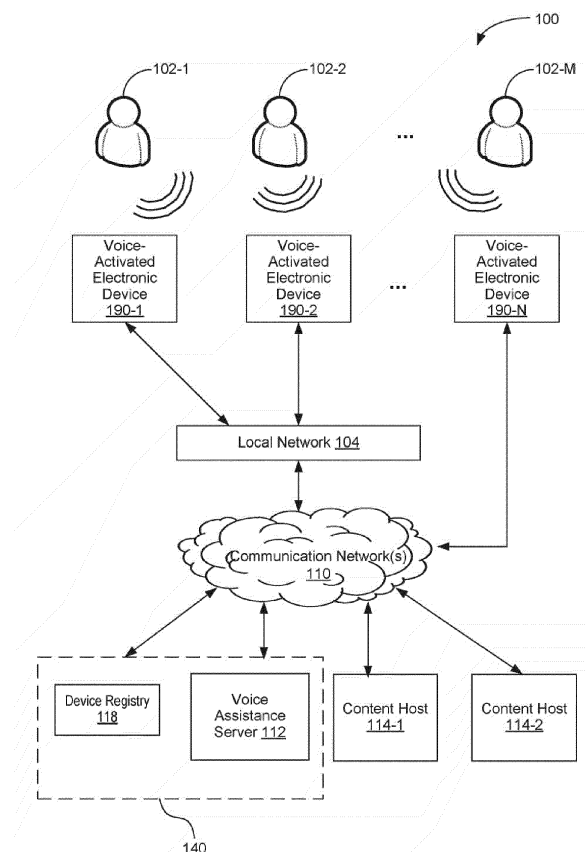 100
102-1
102-2
102-M
...
Voice-
Activated
Electronic
Device
190-1
Voice-
Activated
Electronic
Device
190-2
...
Voice-
Activated
Electronic
Device
190-N
Local Network 104
Communication Network(s)
110
Device Registry
118
Voice
Assistance
Server 112
Content Host
114-1
Content Host
114-2
140